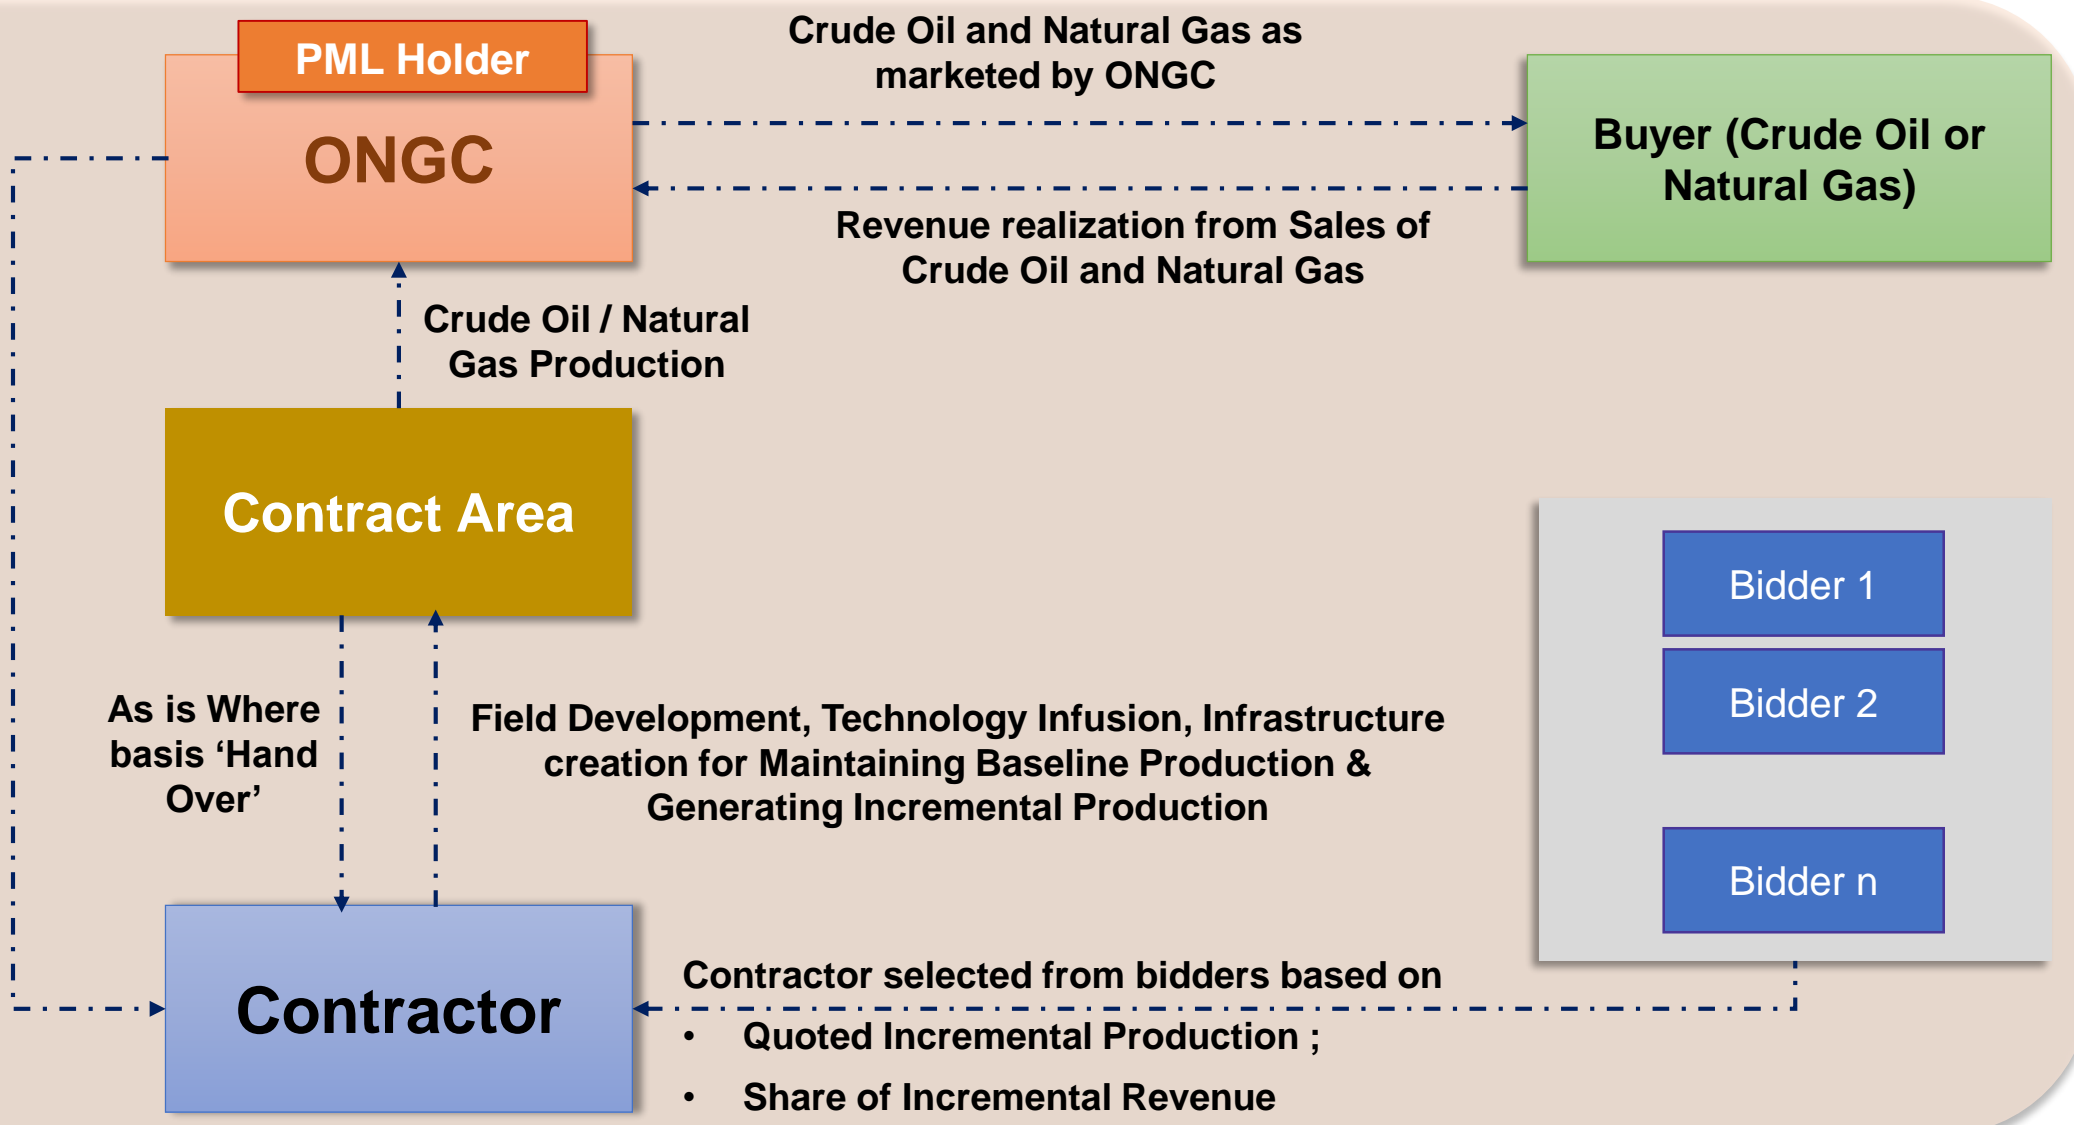 PML Holder
ONGC
Crude Oil and Natural Gas as
marketed by ONGC
Buyer (Crude Oil or
Natural Gas)
Revenue realization from Sales of
Crude Oil and Natural Gas
Crude Oil / Natural
Gas Production
Contract Area
Bidder 1
Bidder 2
Bidder n
As is Where
basis ‘Hand
Over’
Field Development, Technology Infusion, Infrastructure
creation for Maintaining Baseline Production &
Generating Incremental Production
Contractor
Contractor selected from bidders based on
• Quoted Incremental Production ;
• Share of Incremental Revenue